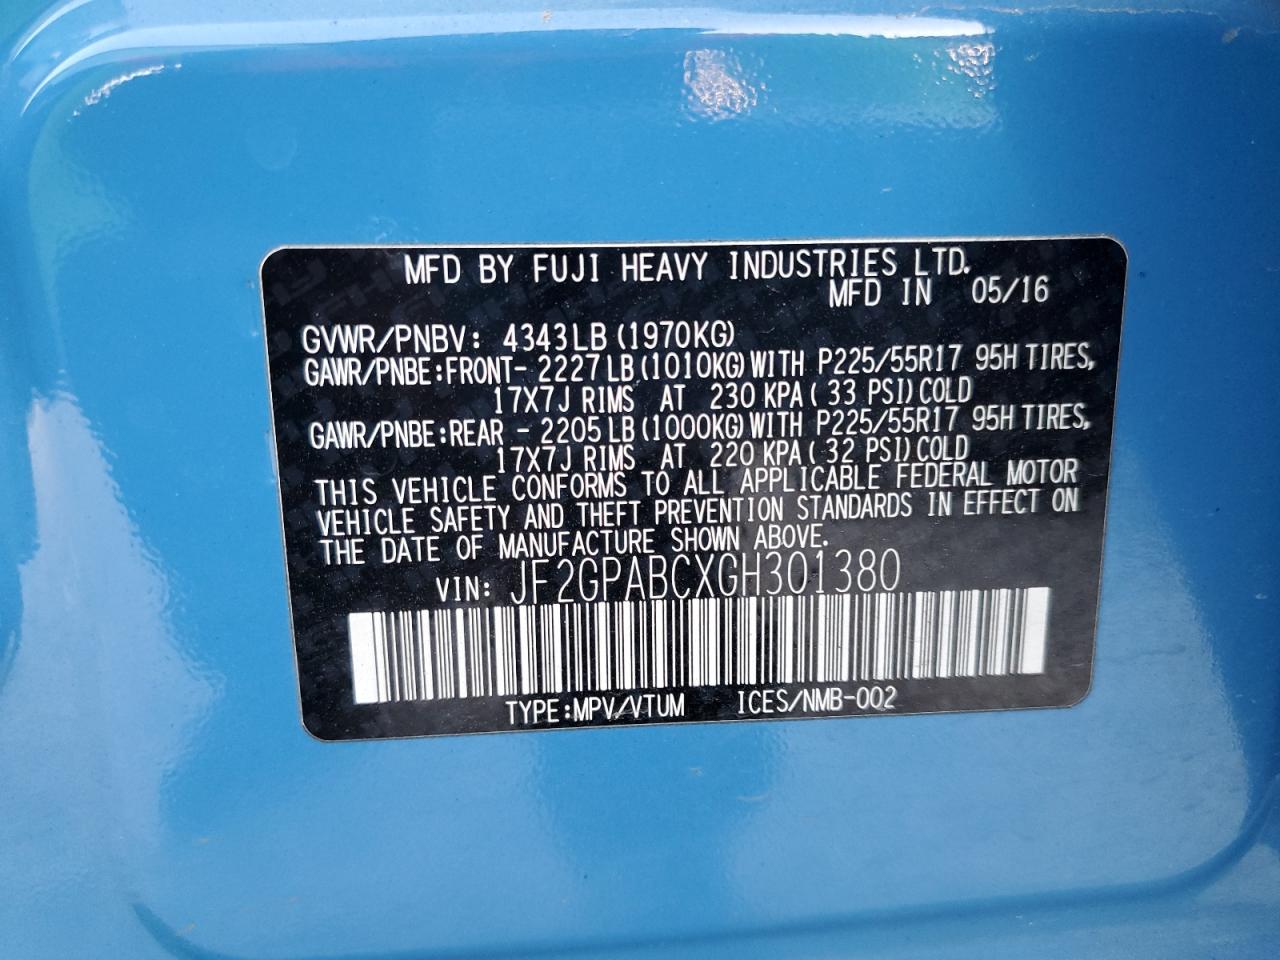 MFD BY FUJI HEAVY INDUSTRIES LTD.
MFD IN 05/16
GVWR/PNBV: 4343LB (1970KG)
GAWR/PNBE:FRONT- 2227LB (1010KG) WITH P225/55R17 95H TIRES,
17X7J RIMS AT 230 KPA ( 33 PSI) COLD
GAWR/PNBE:REAR - 2205LB (1000KG) WITH P225/55R17 95H TIRES,
17X7J RIMS AT 220 KPA ( 32 PSI) COLD
THIS VEHICLE CONFORMS TO ALL APPLICABLE FEDERAL MOTOR
VEHICLE SAFETY AND THEFT PREVENTION STANDARDS IN EFFECT ON
THE DATE OF MANUFACTURE SHOWN ABOVE.
VIN: JF2GPABCXGH301380
TYPE:MPV/VTUM ICES/NMB-002